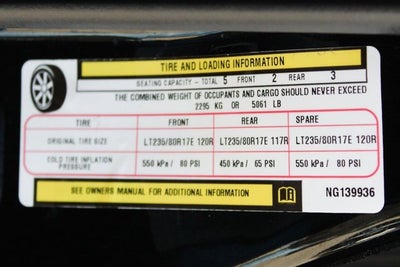 TIRE AND LOADING INFORMATION
SEATING CAPACITY - TOTAL 5 FRONT 2 REAR 3
THE COMBINED WEIGHT OF OCCUPANTS AND CARGO SHOULD NEVER EXCEED
2295 KG OR 5061 LB
TIRE FRONT REAR SPARE
ORIGINAL TIRE SIZE LT235/80R17E 120R LT235/80R17E 117R LT235/80R17E 120R
COLD TIRE INFLATION PRESSURE 550 kPa / 80 PSI 450 kPa / 65 PSI 550 kPa / 80 PSI
SEE OWNERS MANUAL FOR ADDITIONAL INFORMATION NG139936